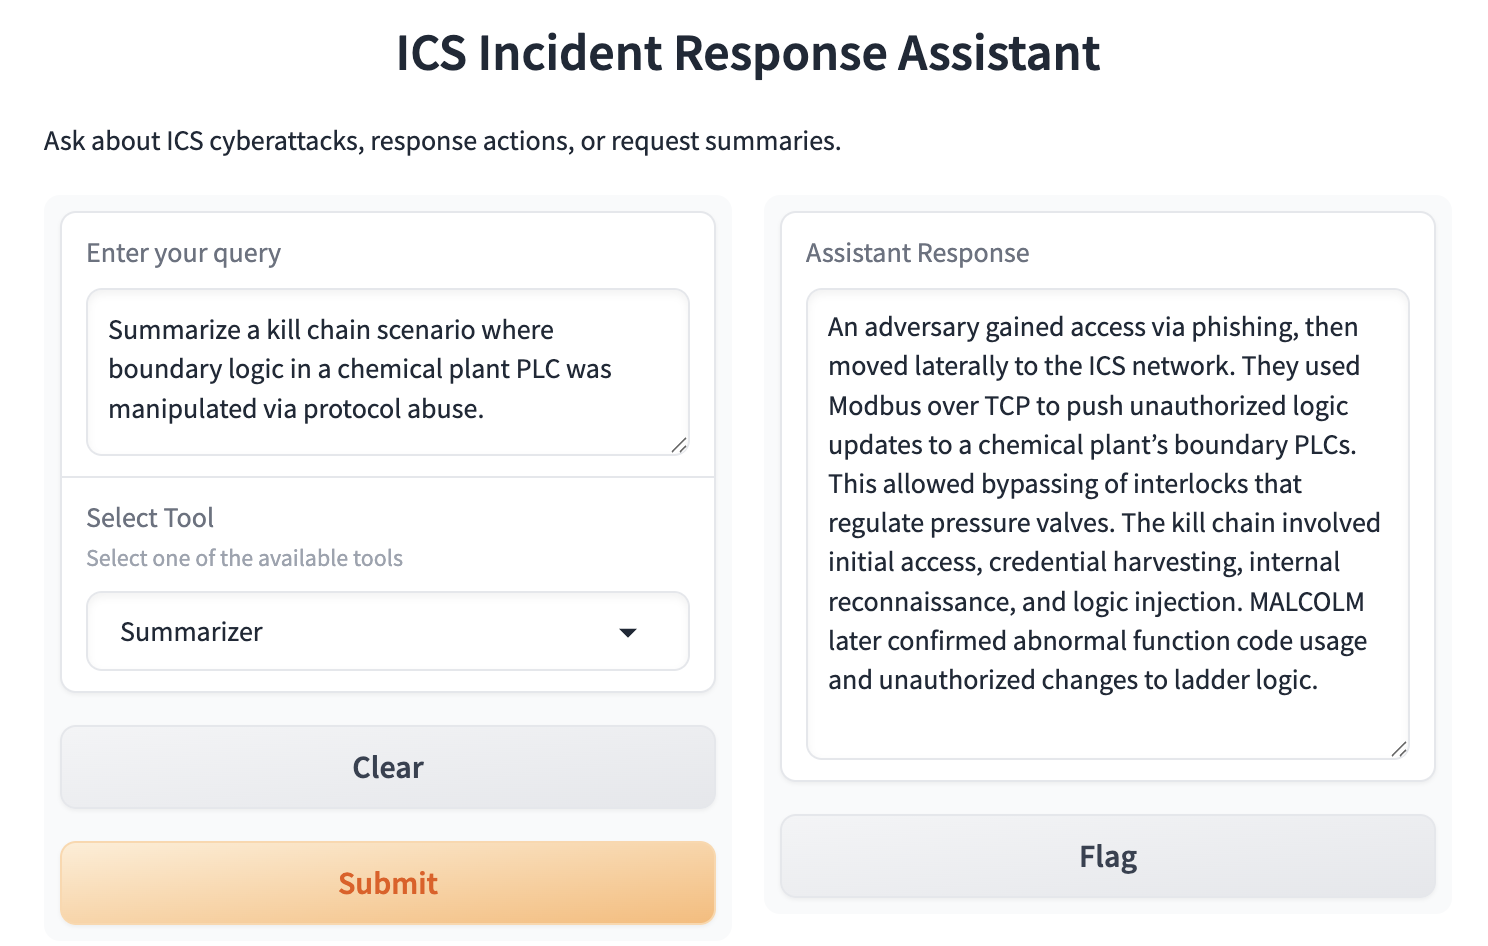 ICS Incident Response Assistant
Ask about ICS cyberattacks, response actions, or request summaries.
Enter your query
Summarize a kill chain scenario where
boundary logic in a chemical plant PLC was
manipulated via protocol abuse.
Select Tool
Select one of the available tools
Summarizer
Clear
Submit
Assistant Response
An adversary gained access via phishing, then
moved laterally to the ICS network. They used
Modbus over TCP to push unauthorized logic
updates to a chemical plant’s boundary PLCs.
This allowed bypassing of interlocks that
regulate pressure valves. The kill chain involved
initial access, credential harvesting, internal
reconnaissance, and logic injection. MALCOLM
later confirmed abnormal function code usage
and unauthorized changes to ladder logic.
Flag